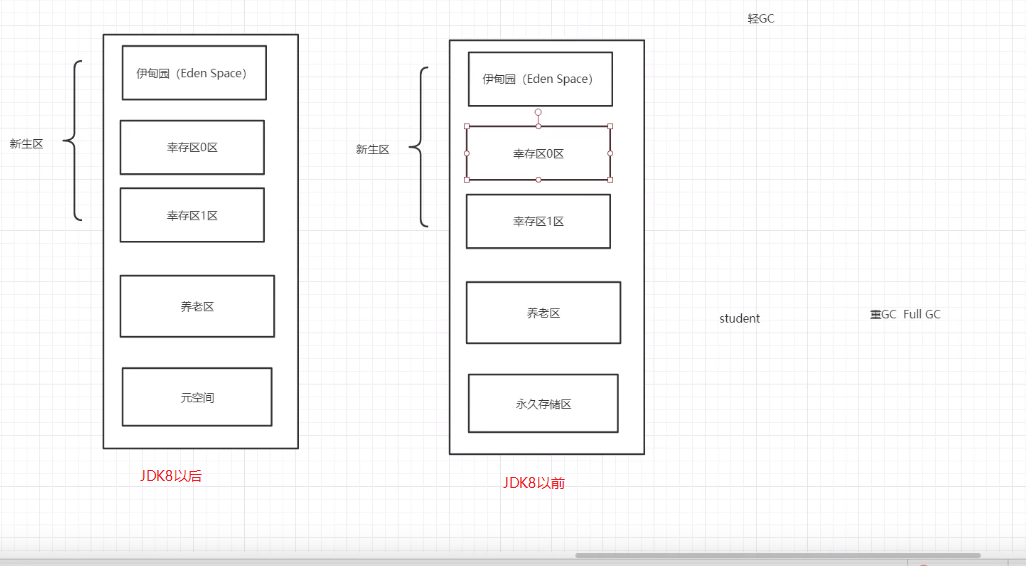 轻GC
伊甸园（Eden Space）
幸存区0区
新生区
幸存区1区
养老区
元空间
JDK8以后
伊甸园（Eden Space）
幸存区0区
新生区
幸存区1区
养老区
永久存储区
JDK8以前
student
重GC Full GC